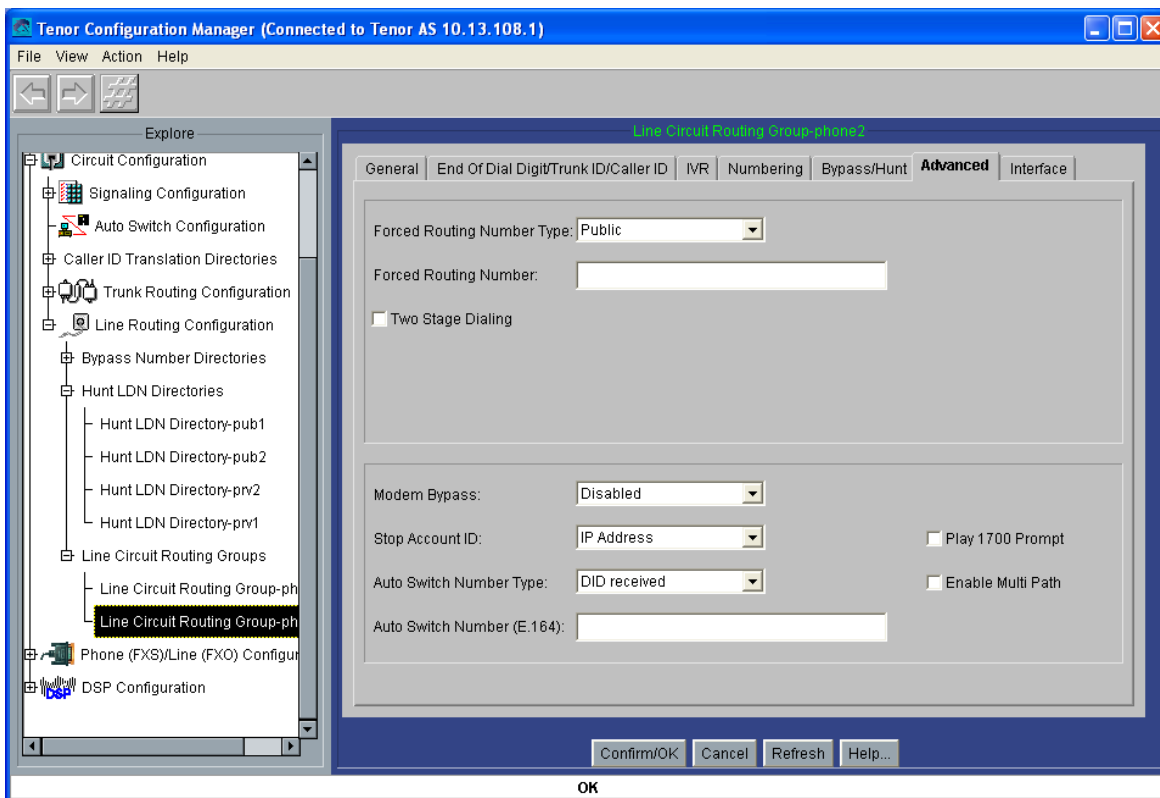 Tenor Configuration Manager (Connected to Tenor AS 10.13.108.1)
File View Action Help
Explore
Circuit Configuration
Signaling Configuration
Auto Switch Configuration
Caller ID Translation Directories
Trunk Routing Configuration
Line Routing Configuration
Bypass Number Directories
Hunt LDN Directories
Hunt LDN Directory-pub1
Hunt LDN Directory-pub2
Hunt LDN Directory-prv2
Hunt LDN Directory-prv1
Line Circuit Routing Groups
Line Circuit Routing Group-ph
Line Circuit Routing Group-ph
Phone (FXS)/Line (FXO) Configur
DSP DSP Configuration
Line Circuit Routing Group-phone2
General End Of Dial Digit/Trunk ID/Caller ID IVR Numbering Bypass/Hunt Advanced Interface
Forced Routing Number Type: Public
Forced Routing Number:
Two Stage Dialing
Modem Bypass: Disabled
Stop Account ID: IP Address Play 1700 Prompt
Auto Switch Number Type: DID received Enable Multi Path
Auto Switch Number (E.164):
Confirm/OK Cancel Refresh Help...
OK